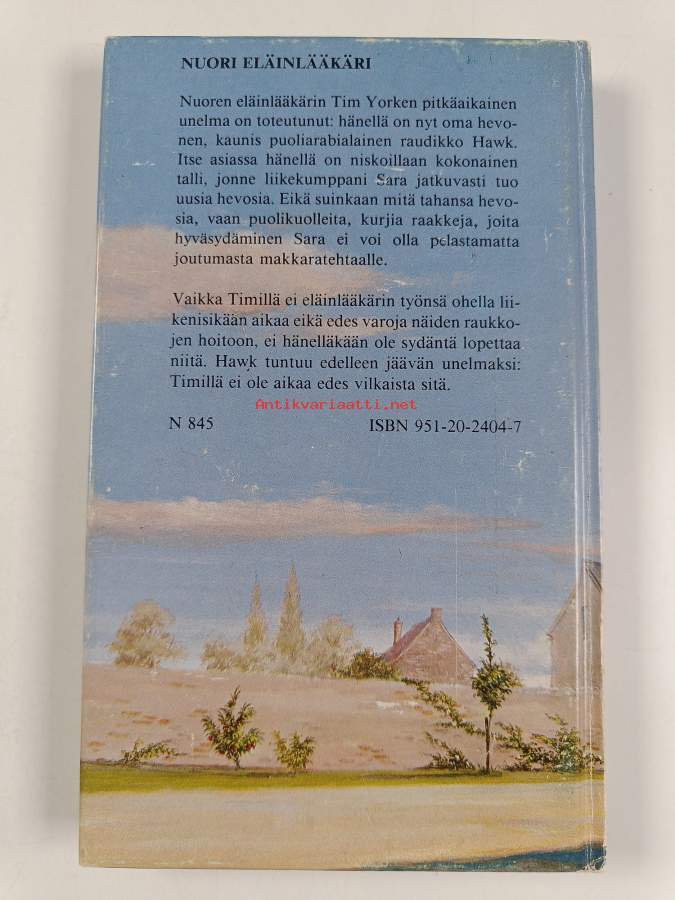 NUORI ELÄINLÄÄKÄRI
Nuoren eläinlääkärin Tim Yorken pitkäaikainen
unelma on toteutunut: hänellä on nyt oma hevo-
nen, kaunis puoliarabialainen raudikko Hawk.
Itse asiassa hänellä on niskoillaan kokonainen
talli, jonne liikekumppani Sara jatkuvasti tuo
uusia hevosia. Eikä suinkaan mitä tahansa hevo-
sia, vaan puolikuolleita, kurjia raakkeja, joita
hyväsydäminen Sara ei voi olla pelastamatta
joutumasta makkaratehtaalle.
Vaikka Timillä ei eläinlääkärin työnsä ohella lii-
kenisikään aikaa eikä edes varoja näiden raukko-
jen hoitoon, ei hänelläkään ole sydäntä lopettaa
niitä. Hawk tuntuu edelleen jäävän unelmaksi:
Timillä ei ole aikaa edes vilkaista sitä.
Antikvariaatti.net
N 845 ISBN 951-20-2404-7